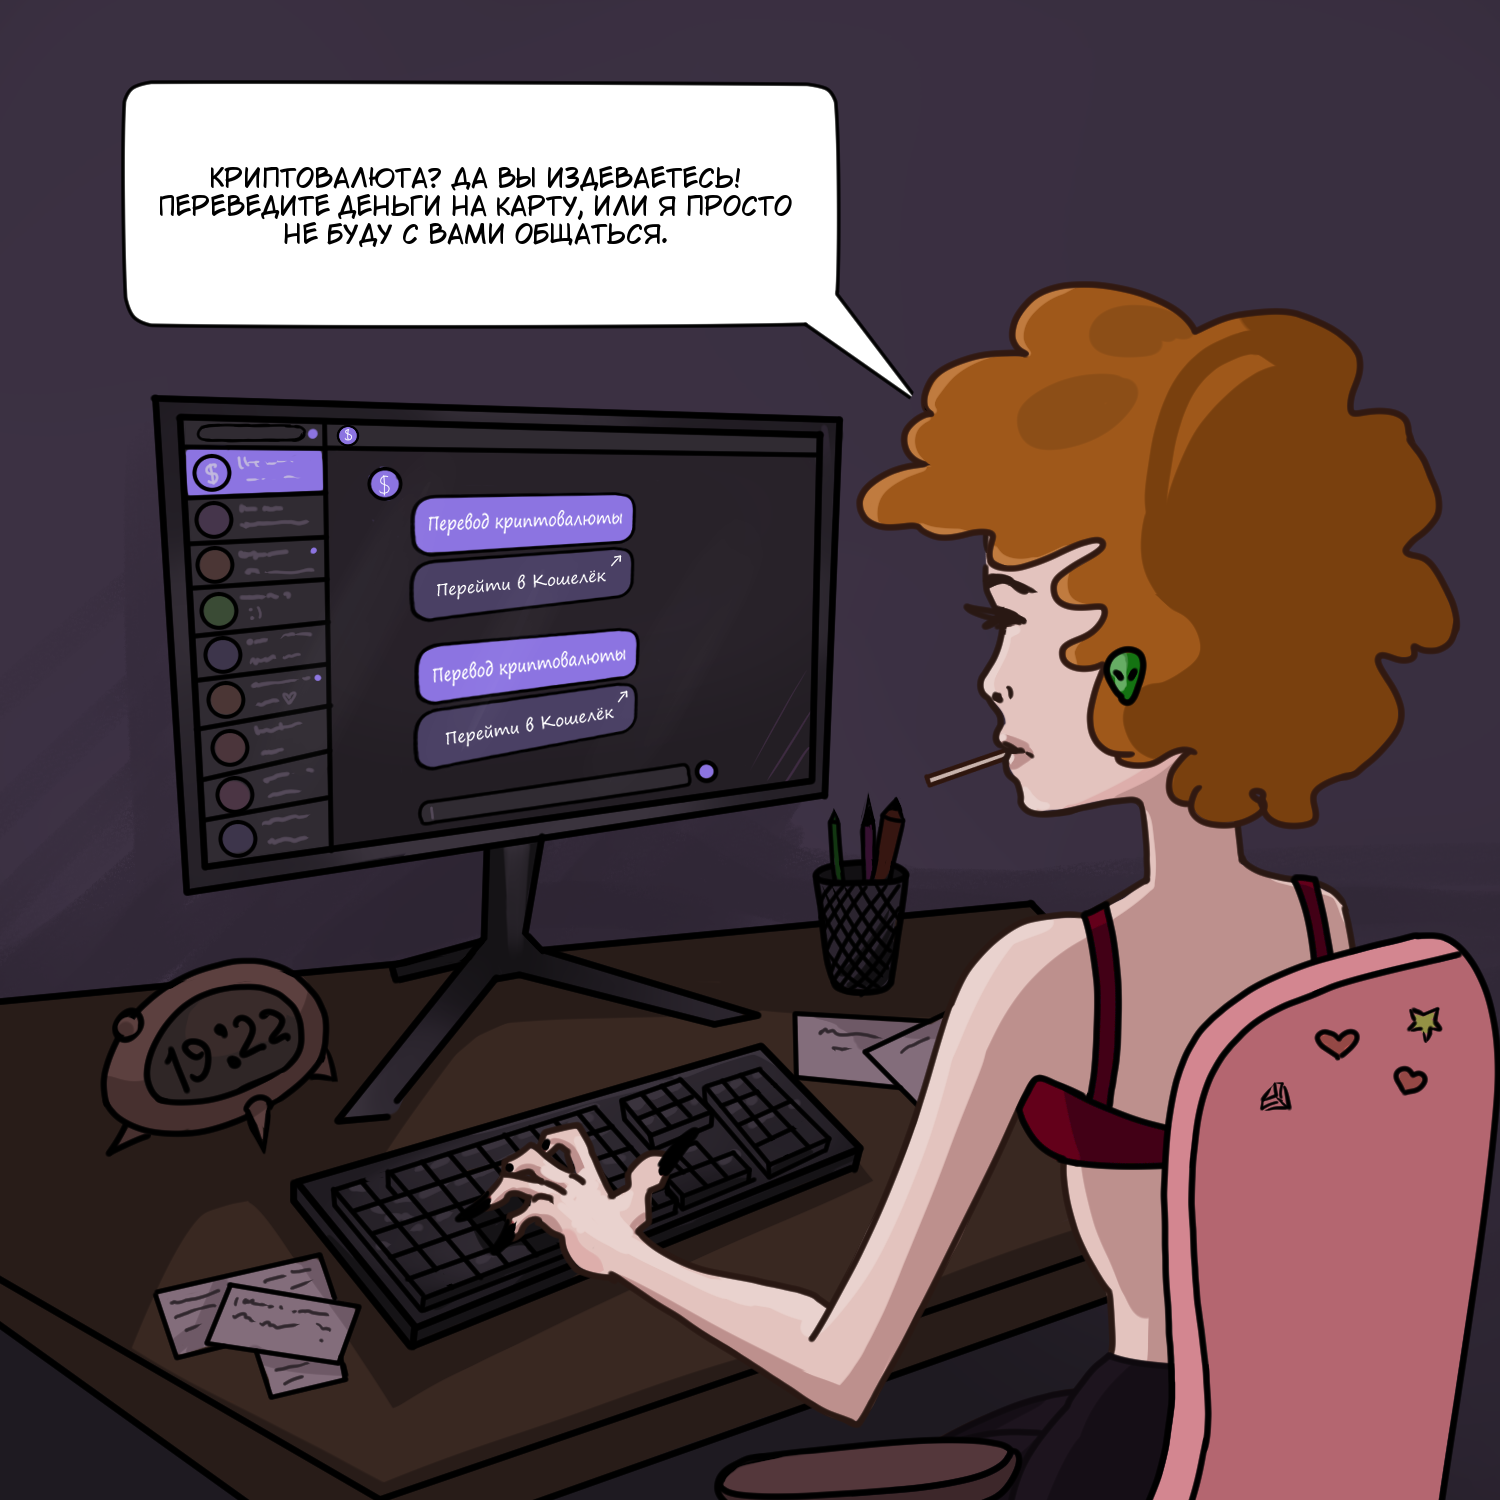 КРИПТОВАЛЮТА? ДА ВЫ ИЗДЕВАЕТЕСЬ!
ПЕРЕВЕДИТЕ ДЕНЬГИ НА КАРТУ, ИЛИ Я ПРОСТО
НЕ БУДУ С ВАМИ ОБЩАТЬСЯ.
$
$
$
Перевод криптовалюты
Перейти в Кошелёк
:)
Перевод криптовалюты
Перейти в Кошелёк
19:22